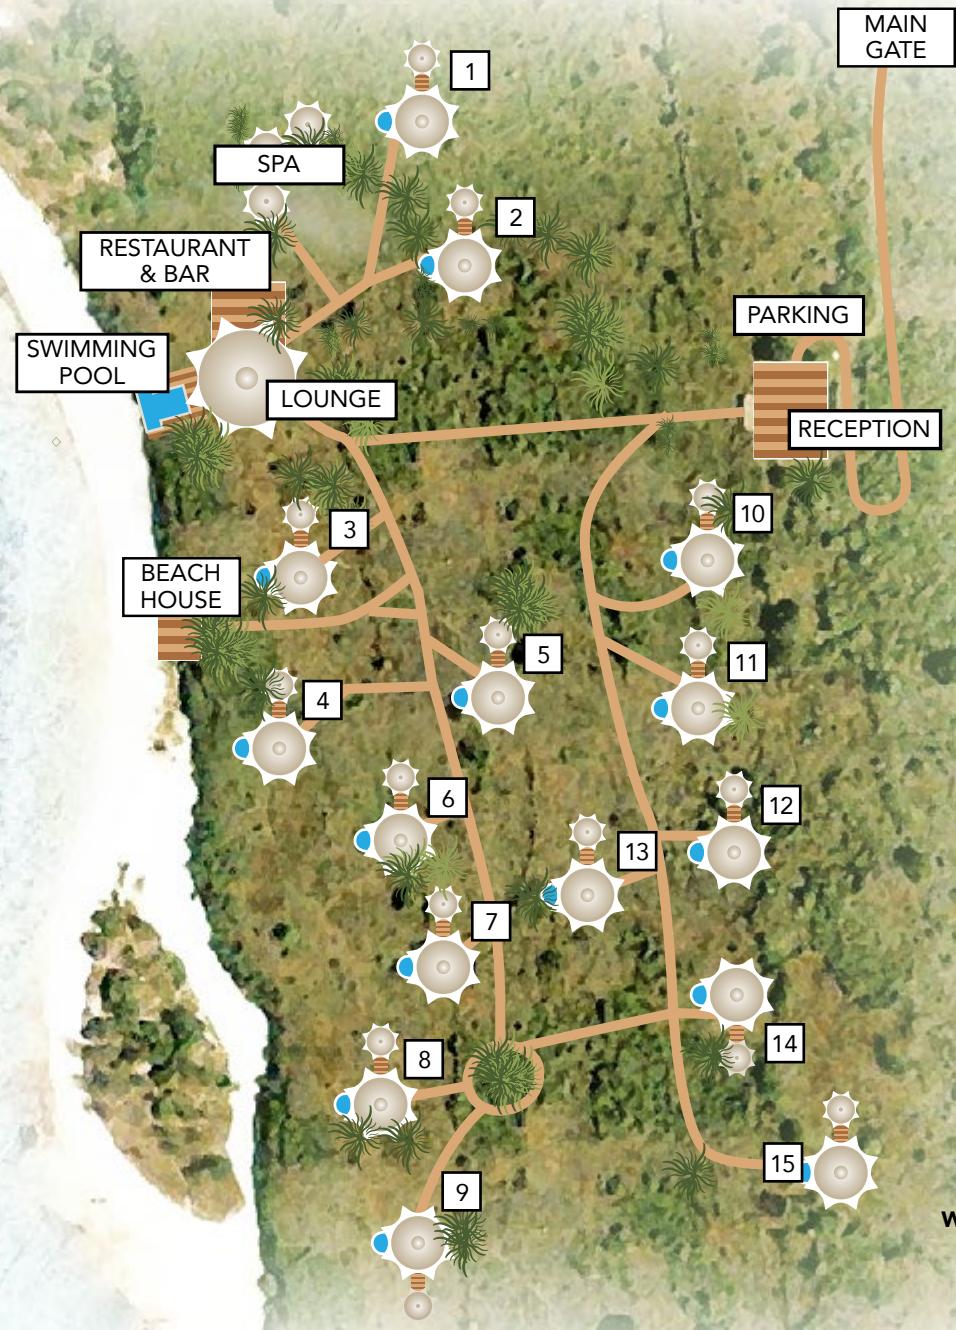 MAIN
GATE
1
SPA
2
RESTAURANT
& BAR
PARKING
SWIMMING
POOL
LOUNGE
RECEPTION
10
3
BEACH
HOUSE
5
11
4
6
12
13
7
14
8
15
9
W